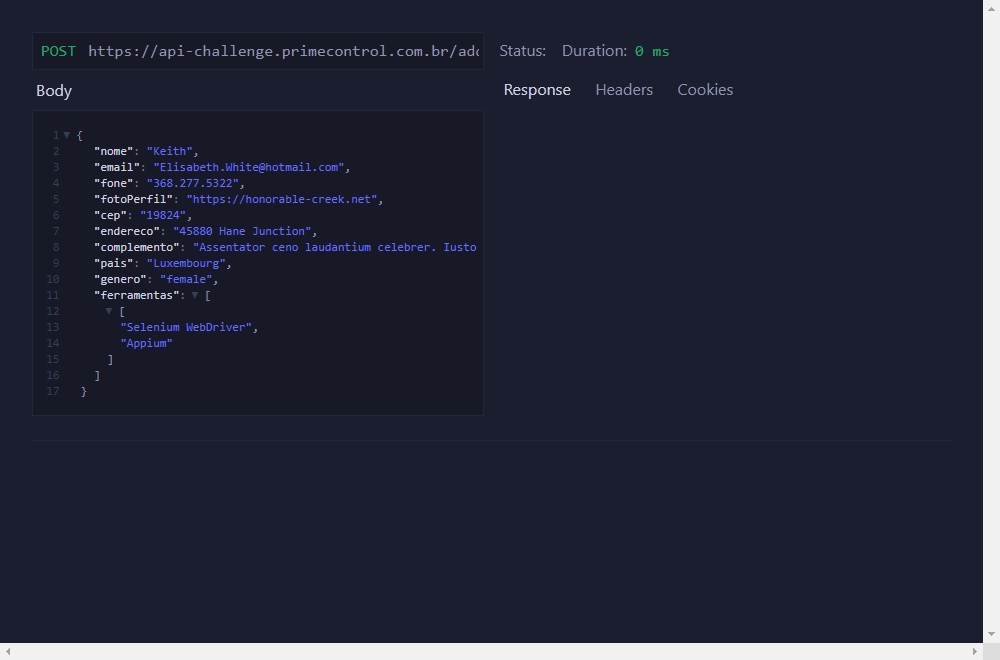 POST https://api-challenge.primecontrol.com.br/add
Status: Duration: 0 ms
Body
Response Headers Cookies
1 {
2 "nome": "Keith",
3 "email": "Elisabeth.White@hotmail.com",
4 "fone": "368.277.5322",
5 "fotoPerfil": "https://honorable-creek.net",
6 "cep": "19824",
7 "endereco": "45880 Hane Junction",
8 "complemento": "Assentator ceno laudantium celebrer. Iusto
9 "pais": "Luxembourg",
10 "genero": "female",
11 "ferramentas": [
12 [
13 "Selenium WebDriver",
14 "Appium"
15 ]
16 ]
17 }